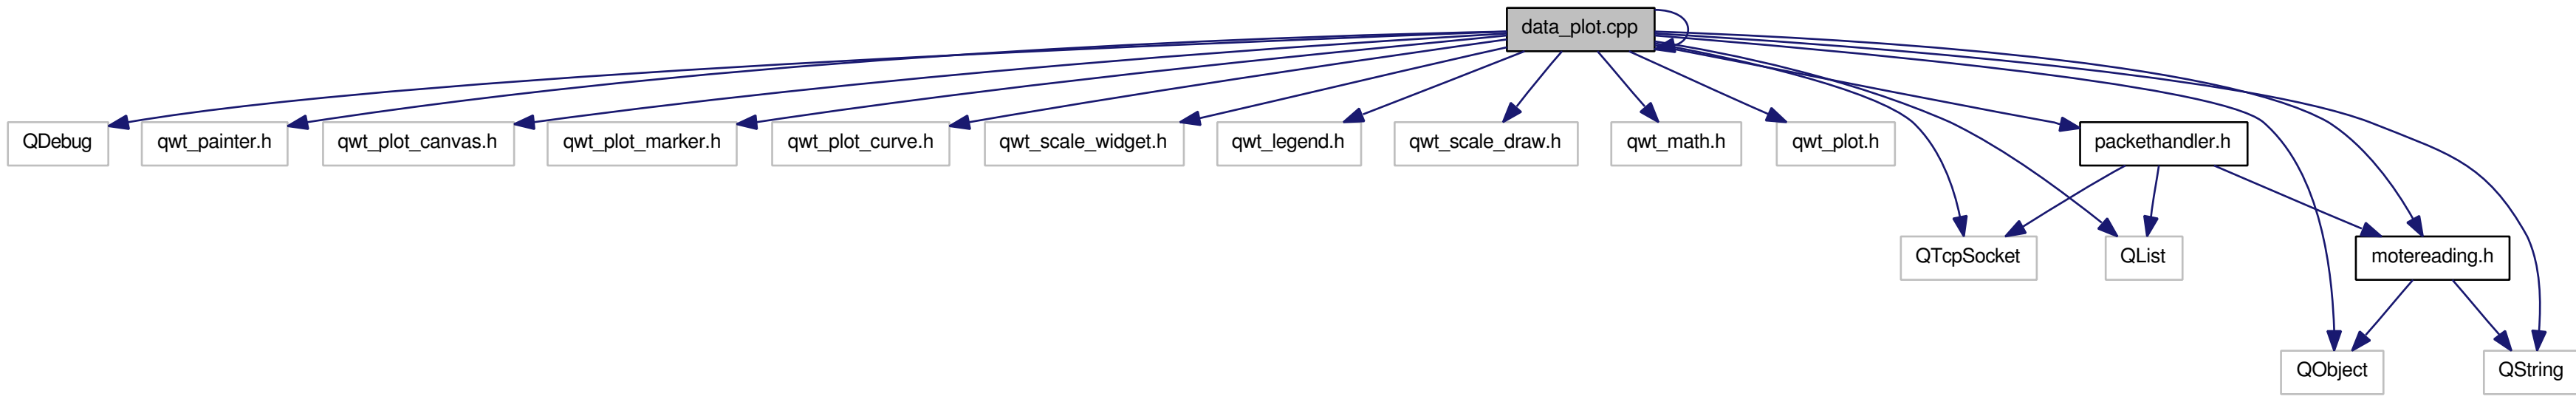 data_plot.cpp
QDebug
qwt_painter.h
qwt_plot_canvas.h
qwt_plot_marker.h
qwt_plot_curve.h
qwt_scale_widget.h
qwt_legend.h
qwt_scale_draw.h
qwt_math.h
qwt_plot.h
packethandler.h
QTcpSocket
QList
motereading.h
QObject
QString